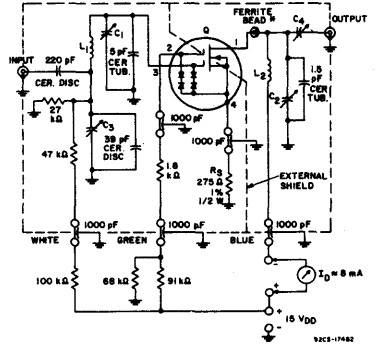 FERRITE
BEAD *
C4
OUTPUT
Q
L1
C1
5 pF
CER
TUB.
2
3
1
4
INPUT
220 pF
CER. DISC
L2
1.5
pF
CER
TUB.
C2
27
kΩ
C3
39 pF
CER.
DISC
1000 pF
1000 pF
47 kΩ
1.8
kΩ
RS
275 Ω
1%
1/2 W
EXTERNAL
SHIELD
1000 pF
1000 pF
1000 pF
WHITE
GREEN
BLUE
100 kΩ
68 kΩ
91 kΩ
-
+
ID ≈ 8 mA
+
15 VDD
-
92CS-17482